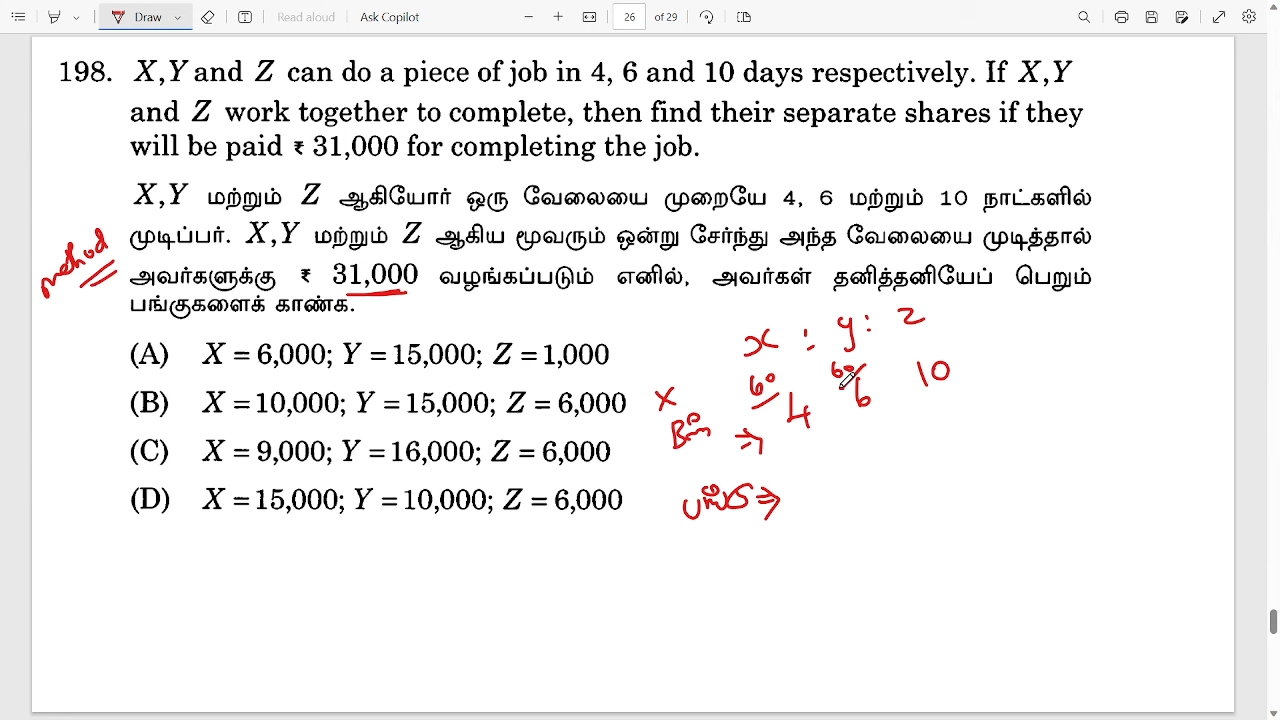 Draw
Read aloud
Ask Copilot
26
of 29
198. X, Y and Z can do a piece of job in 4, 6 and 10 days respectively. If X, Y
and Z work together to complete, then find their separate shares if they
will be paid ₹ 31,000 for completing the job.
X, Y மற்றும் Z ஆகியோர் ஒரு வேலையை முறையே 4, 6 மற்றும் 10 நாட்களில்
முடிப்பர். X, Y மற்றும் Z ஆகிய மூவரும் ஒன்று சேர்ந்து அந்த வேலையை முடித்தால்
அவர்களுக்கு ₹ 31,000 வழங்கப்படும் எனில், அவர்கள் தனித்தனியேப் பெறும்
பங்குகளைக் காண்க.
method
(A) X = 6,000; Y = 15,000; Z = 1,000
(B) X = 10,000; Y = 15,000; Z = 6,000
(C) X = 9,000; Y = 16,000; Z = 6,000
(D) X = 15,000; Y = 10,000; Z = 6,000
x : y : z
60/4 60/6 10
X
⇒
⇒